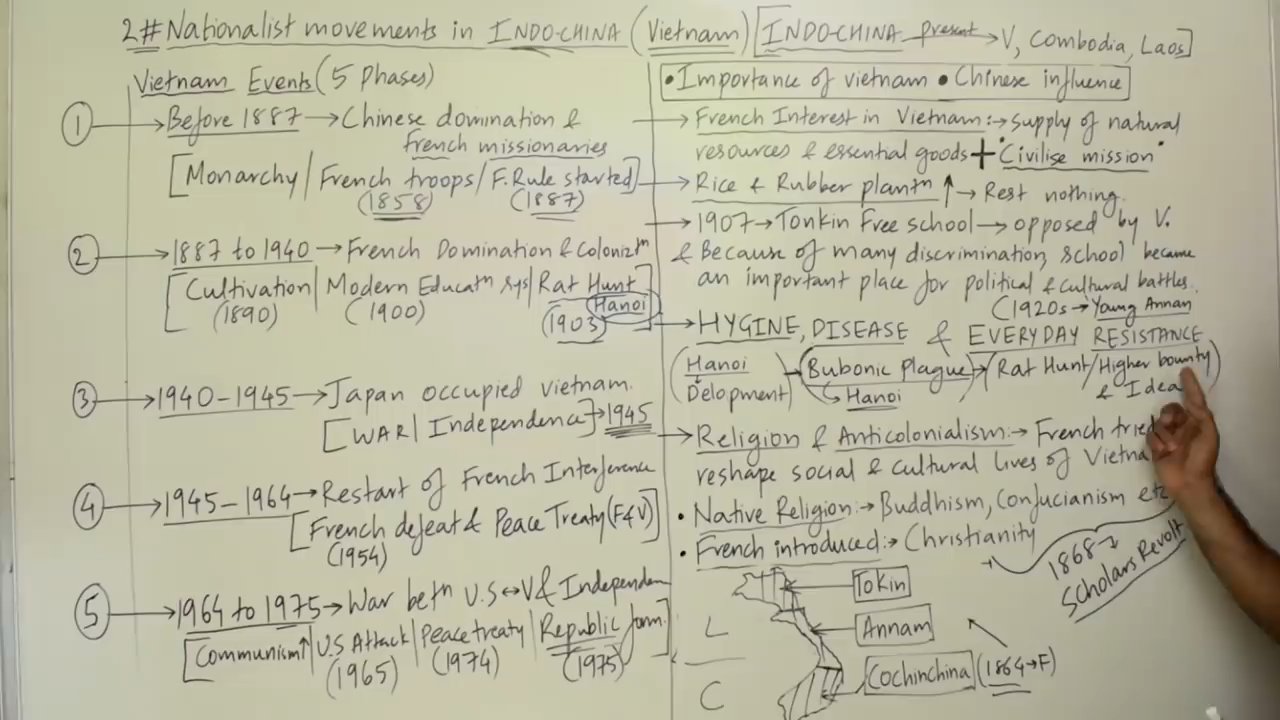 2# Nationalist movements in INDO-CHINA (Vietnam) [INDO-CHINA present → V, Combodia, Laos]
Vietnam Events (5 Phases)
① → Before 1887 → Chinese domination &
french missionaries
[Monarchy / French troops / F. Rule started]
(1858) (1887)
② → 1887 to 1940 → French Domination & Colonizтn
[Cultivation | Modern Educatn sys | Rat Hunt]
Hanoi
(1890) (1900) (1903)
③ → 1940-1945 → Japan occupied vietnam.
[WAR | Independence] → 1945
④ → 1945-1964 → Restart of French Interference
[French defeat & Peace Treaty (F&V)]
(1954)
⑤ → 1964 to 1975 → War betn U.S ↔ V & Independen
[Communism↑ | U.S Attack | Peace treaty / Republic form.]
(1965) (1974) (1975)
• Importance of vietnam • Chinese influence
→ French Interest in Vietnam:→ Supply of natural
resources & essential goods + "Civilise mission"
→ Rice & Rubber plantn ↑ → Rest nothing.
→ 1907 → Tonkin Free school → opposed by V.
& Because of many discrimination, school became
an important place for political & cultural battles.
(1920s → Young Annan
→ HYGINE, DISEASE & EVERYDAY RESISTANCE
(Hanoi Delopment) → Bubonic Plague → (Rat Hunt / Higher bounty)
→ Hanoi & Idea
→ Religion & Anticolonialism:→ French tried
reshape social & cultural lives of Vietna
• Native Religion:→ Buddhism, Confucianism etc
• French introduced:→ Christianity
1868 →
Scholars Revolt
Tokin
L Annam
C Cochinchina (1864→F)